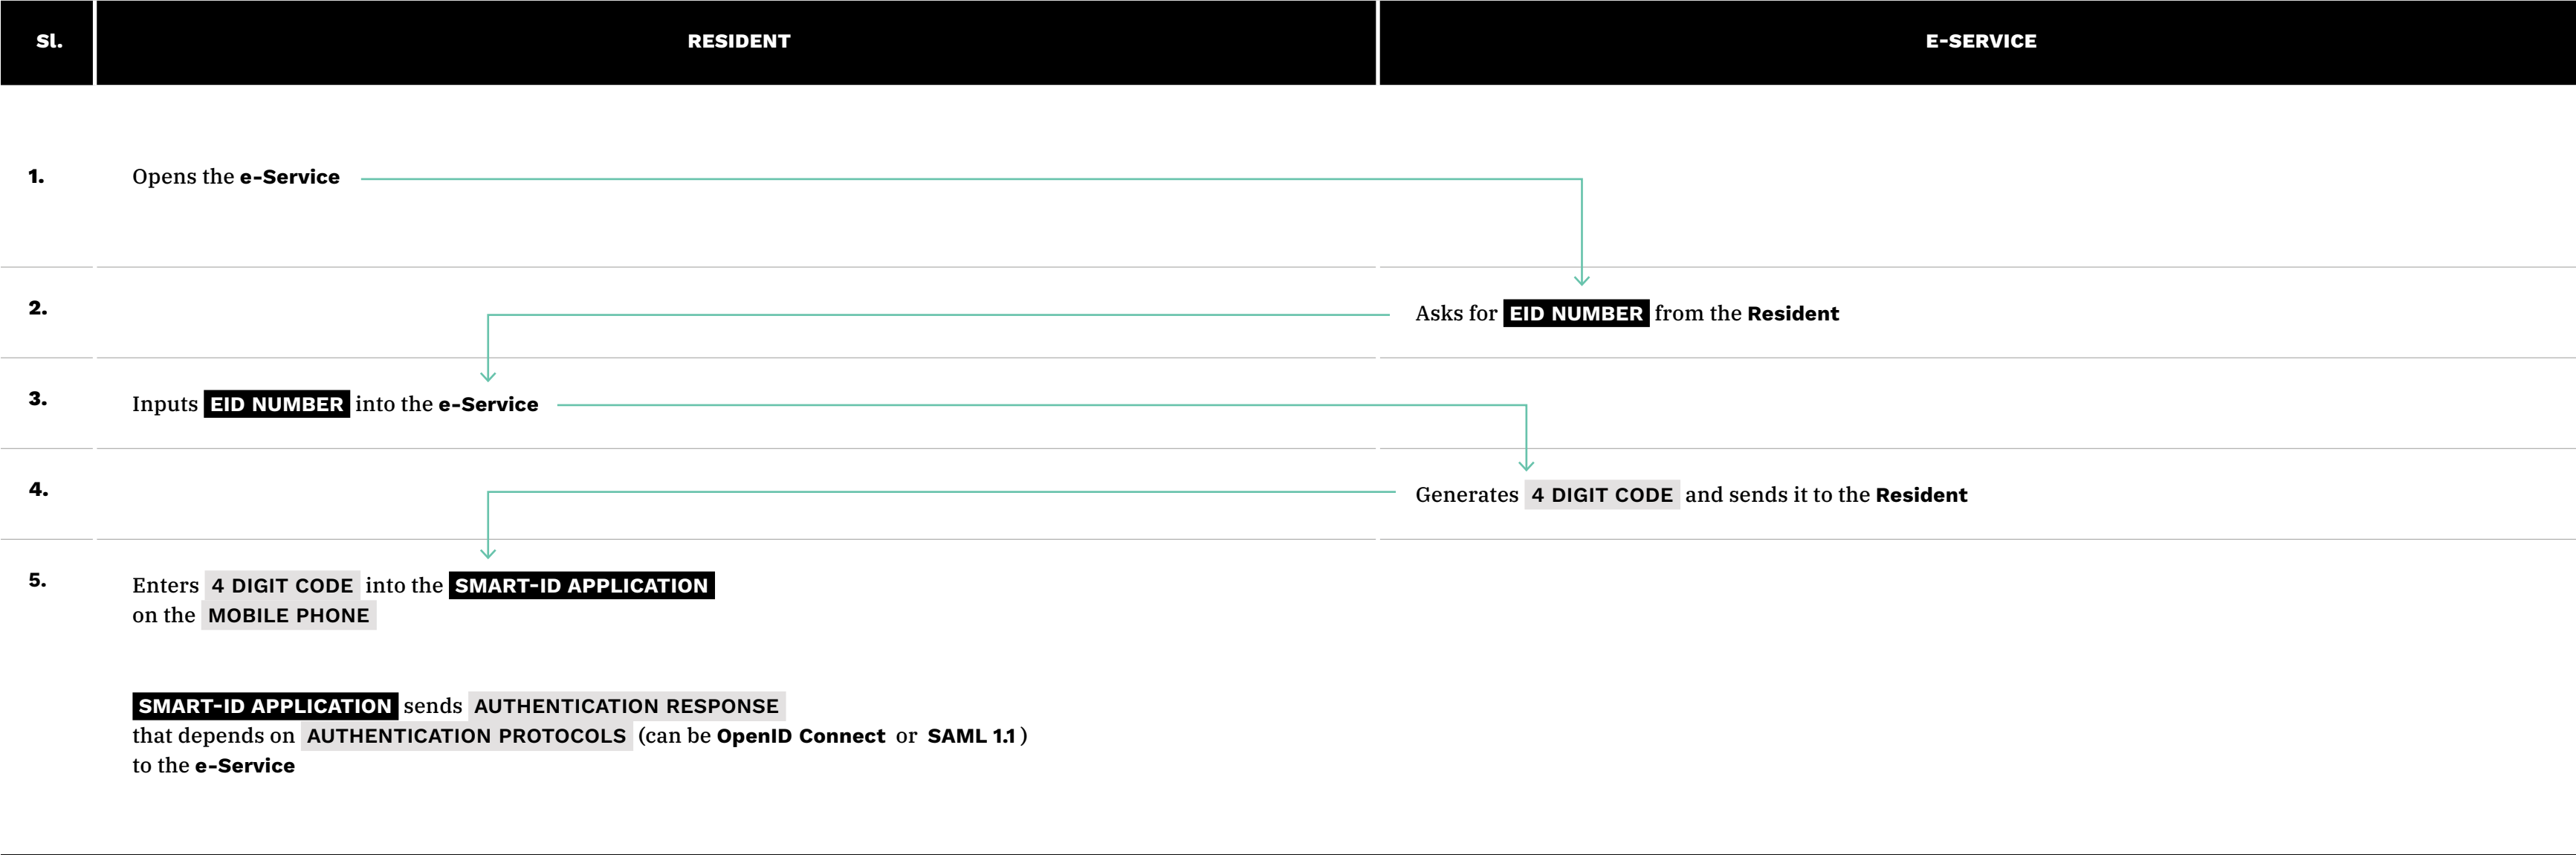 Sl. RESIDENT E-SERVICE
1. Opens the e-Service
2. Asks for EID NUMBER from the Resident
3. Inputs EID NUMBER into the e-Service
4. Generates 4 DIGIT CODE and sends it to the Resident
5. Enters 4 DIGIT CODE into the SMART-ID APPLICATION
on the MOBILE PHONE
SMART-ID APPLICATION sends AUTHENTICATION RESPONSE
that depends on AUTHENTICATION PROTOCOLS (can be OpenID Connect or SAML 1.1)
to the e-Service